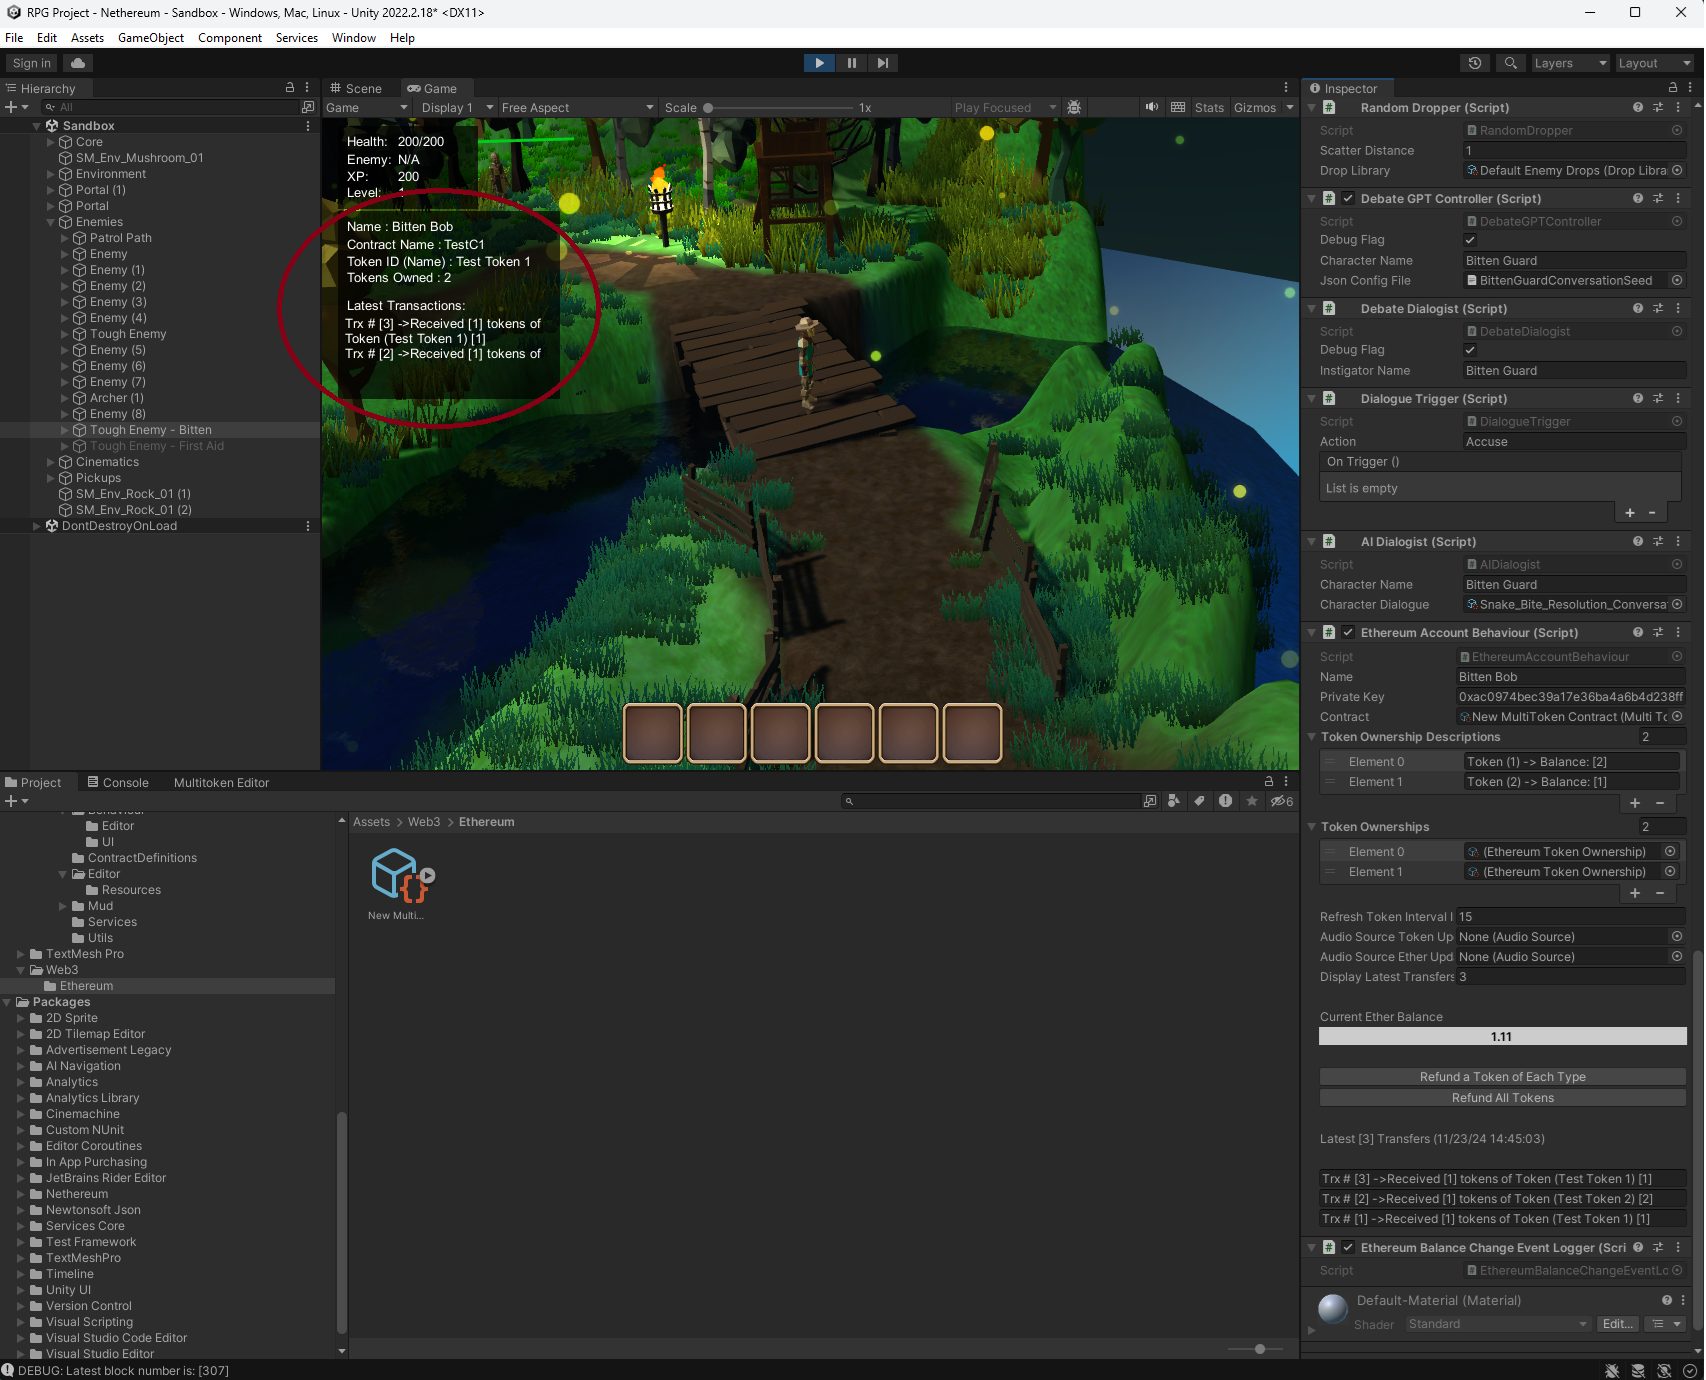 RPG Project - Nethereum - Sandbox - Windows, Mac, Linux - Unity 2022.2.18* <DX11>
File Edit Assets GameObject Component Services Window Help
Sign in
Layers
Layout
Hierarchy
All
Sandbox
Core
SM_Env_Mushroom_01
Environment
Portal (1)
Portal
Enemies
Patrol Path
Enemy
Enemy (1)
Enemy (2)
Enemy (3)
Enemy (4)
Tough Enemy
Enemy (5)
Enemy (6)
Enemy (7)
Archer (1)
Enemy (8)
Tough Enemy - Bitten
Tough Enemy - First Aid
Cinematics
Pickups
SM_Env_Rock_01 (1)
SM_Env_Rock_01 (2)
DontDestroyOnLoad
Scene Game
Game Display 1 Free Aspect Scale 1x Play Focused Stats Gizmos
Health: 200/200
Enemy: N/A
XP: 200
Level:
Name : Bitten Bob
Contract Name : TestC1
Token ID (Name) : Test Token 1
Tokens Owned : 2
Latest Transactions:
Trx # [3] ->Received [1] tokens of
Token (Test Token 1) [1]
Trx # [2] ->Received [1] tokens of
Project Console Multitoken Editor
6
Editor
UI
ContractDefinitions
Editor
Resources
Mud
Services
Utils
TextMesh Pro
Web3
Ethereum
Packages
2D Sprite
2D Tilemap Editor
Advertisement Legacy
AI Navigation
Analytics
Analytics Library
Cinemachine
Custom NUnit
Editor Coroutines
In App Purchasing
JetBrains Rider Editor
Nethereum
Newtonsoft Json
Services Core
Test Framework
TextMeshPro
Timeline
Unity UI
Version Control
Visual Scripting
Visual Studio Code Editor
Visual Studio Editor
Assets > Web3 > Ethereum
New Multi...
Inspector
Random Dropper (Script)
Script RandomDropper
Scatter Distance 1
Drop Library Default Enemy Drops (Drop Libra
Debate GPT Controller (Script)
Script DebateGPTController
Debug Flag
Character Name Bitten Guard
Json Config File BittenGuardConversationSeed
Debate Dialogist (Script)
Script DebateDialogist
Debug Flag
Instigator Name Bitten Guard
Dialogue Trigger (Script)
Script DialogueTrigger
Action Accuse
On Trigger ()
List is empty
+ -
AI Dialogist (Script)
Script AIDialogist
Character Name Bitten Guard
Character Dialogue Snake_Bite_Resolution_Conversat
Ethereum Account Behaviour (Script)
Script EthereumAccountBehaviour
Name Bitten Bob
Private Key 0xac0974bec39a17e36ba4a6b4d238ff
Contract New MultiToken Contract (Multi To
Token Ownership Descriptions 2
Element 0 Token (1) -> Balance: [2]
Element 1 Token (2) -> Balance: [1]
+ -
Token Ownerships 2
Element 0 (Ethereum Token Ownership)
Element 1 (Ethereum Token Ownership)
+ -
Refresh Token Interval I 15
Audio Source Token Up None (Audio Source)
Audio Source Ether Upd None (Audio Source)
Display Latest Transfers 3
Current Ether Balance
1.11
Refund a Token of Each Type
Refund All Tokens
Latest [3] Transfers (11/23/24 14:45:03)
Trx # [3] ->Received [1] tokens of Token (Test Token 1) [1]
Trx # [2] ->Received [1] tokens of Token (Test Token 2) [2]
Trx # [1] ->Received [1] tokens of Token (Test Token 1) [1]
Ethereum Balance Change Event Logger (Scri
Script EthereumBalanceChangeEventLo
Default-Material (Material)
Shader Standard Edit...
DEBUG: Latest block number is: [307]